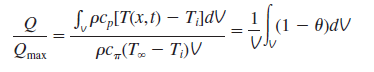 Q/Q_max = ∫_V ρc_p[T(x,t) − T_i]dV / ρc_π(T_∞ − T_i)V = 1/V ∫_V (1 − θ)dV